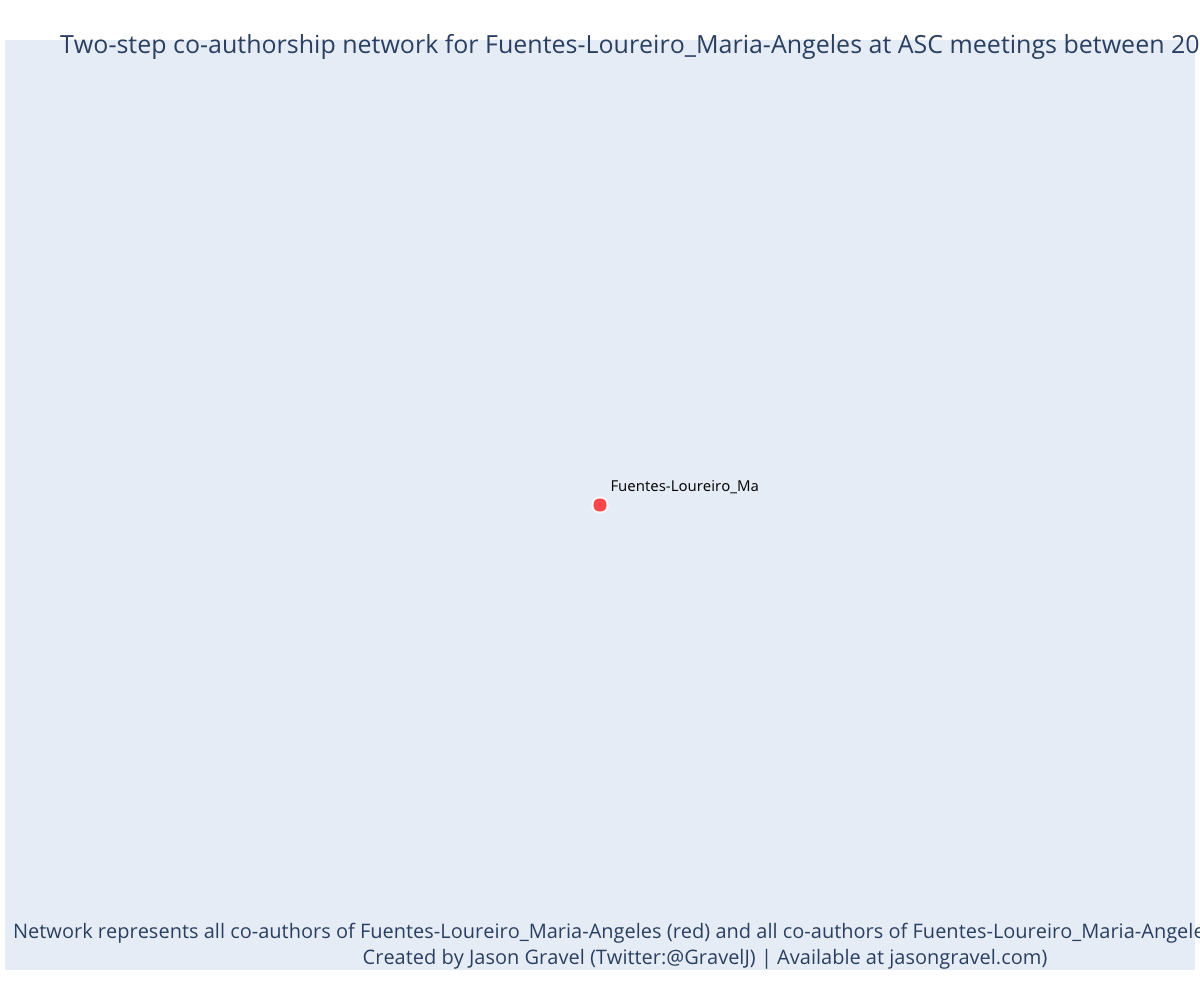 Two-step co-authorship network for Fuentes-Loureiro_Maria-Angeles at ASC meetings between 20
Fuentes-Loureiro_Ma
Network represents all co-authors of Fuentes-Loureiro_Maria-Angeles (red) and all co-authors of Fuentes-Loureiro_Maria-Angele
Created by Jason Gravel (Twitter:@GravelJ) | Available at jasongravel.com)